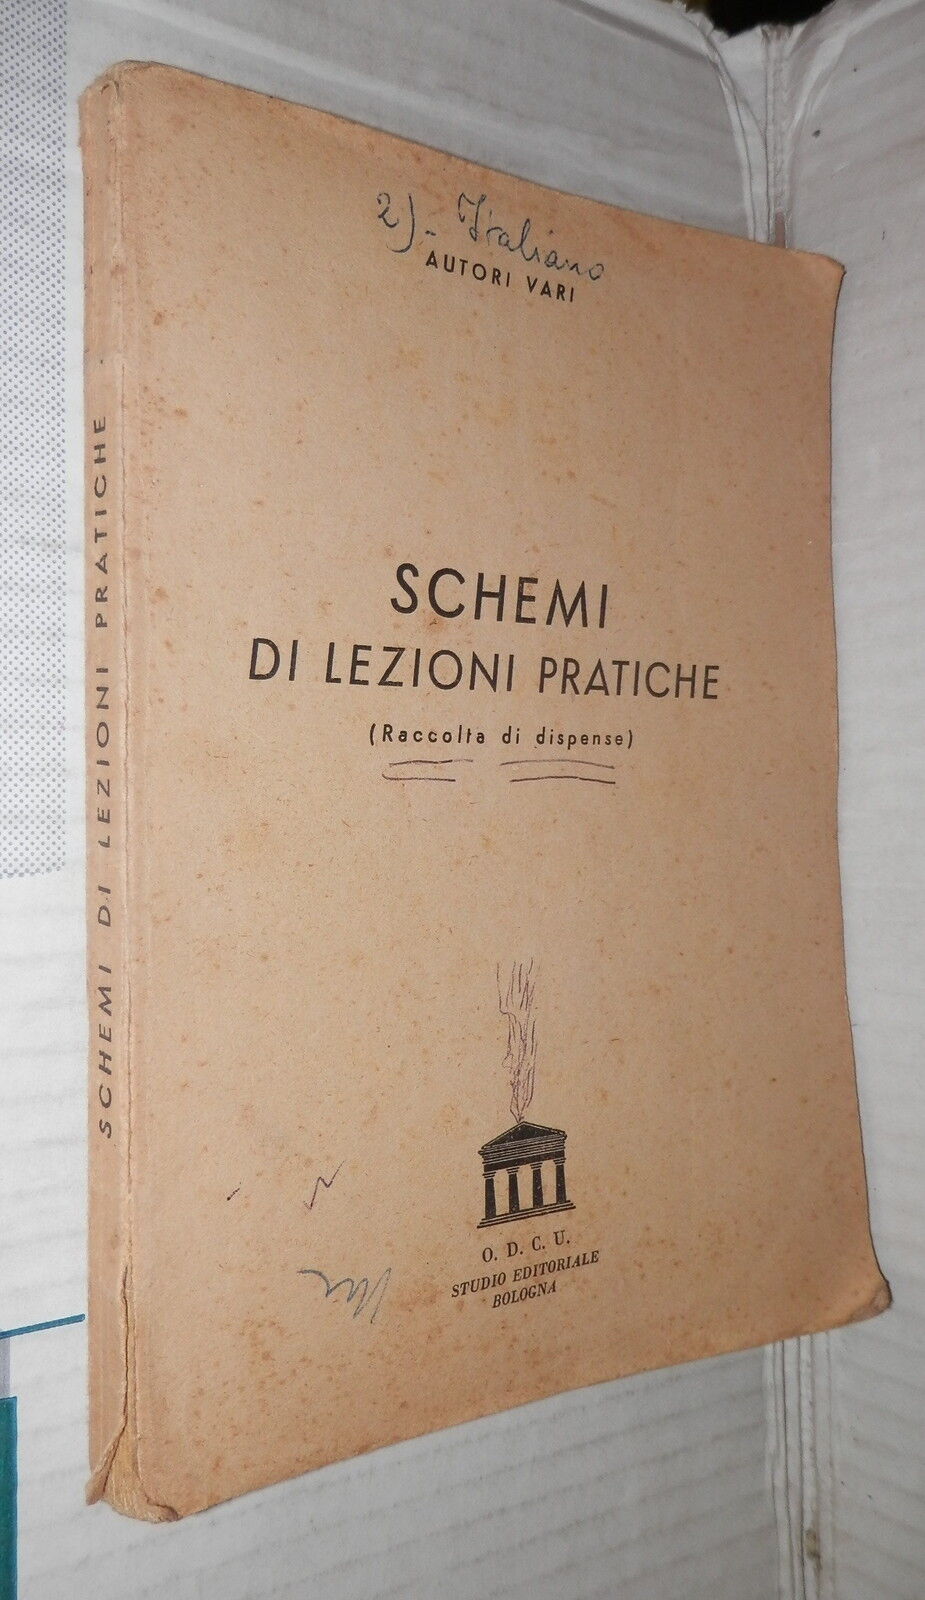 2). Italiano
AUTORI VARI
SCHEMI
DI LEZIONI PRATICHE
(Raccolta di dispense)
O. D. C. U.
STUDIO EDITORIALE
BOLOGNA
SCHEMI DI LEZIONI PRATICHE